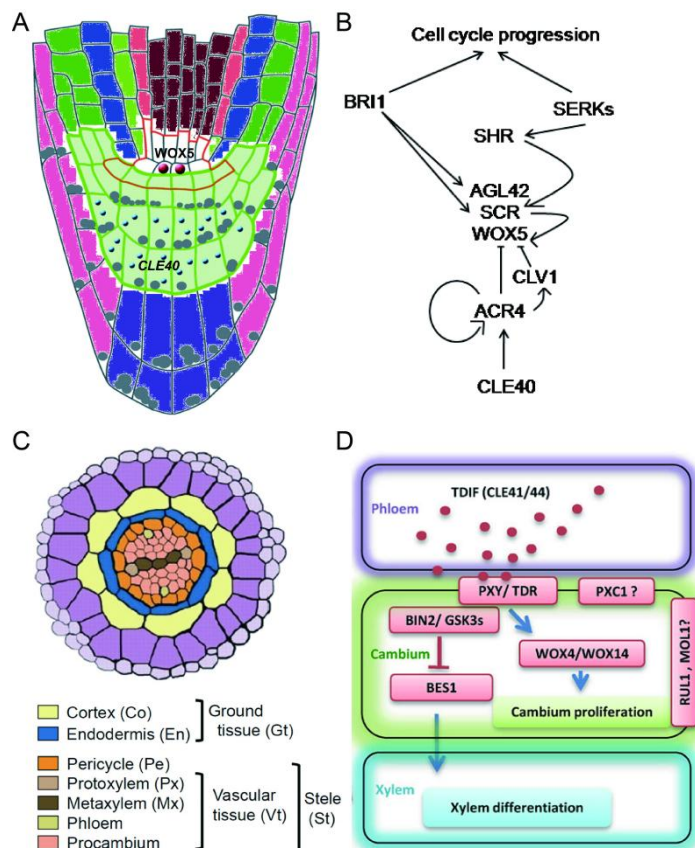 A
WOX5
CLE40
B
Cell cycle progression
BRI1
SERKs
SHR
AGL42
SCR
WOX5
CLV1
ACR4
CLE40
C
Cortex (Co)
Endodermis (En)
Ground
tissue (Gt)
Pericycle (Pe)
Protoxylem (Px)
Metaxylem (Mx)
Phloem
Procambium
Vascular
tissue (Vt)
Stele
(St)
D
TDIF (CLE41/44)
Phloem
PXY/ TDR
PXC1 ?
BIN2/ GSK3s
Cambium
WOX4/WOX14
BES1
Cambium proliferation
RUL1, MOL1?
Xylem
Xylem differentiation